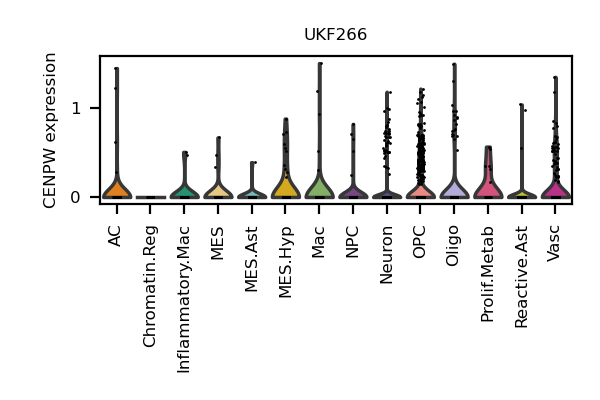 UKF266
CENPW expression
1
0
AC
Chromatin.Reg
Inflammatory.Mac
MES
MES.Ast
MES.Hyp
Mac
NPC
Neuron
OPC
Oligo
Prolif.Metab
Reactive.Ast
Vasc